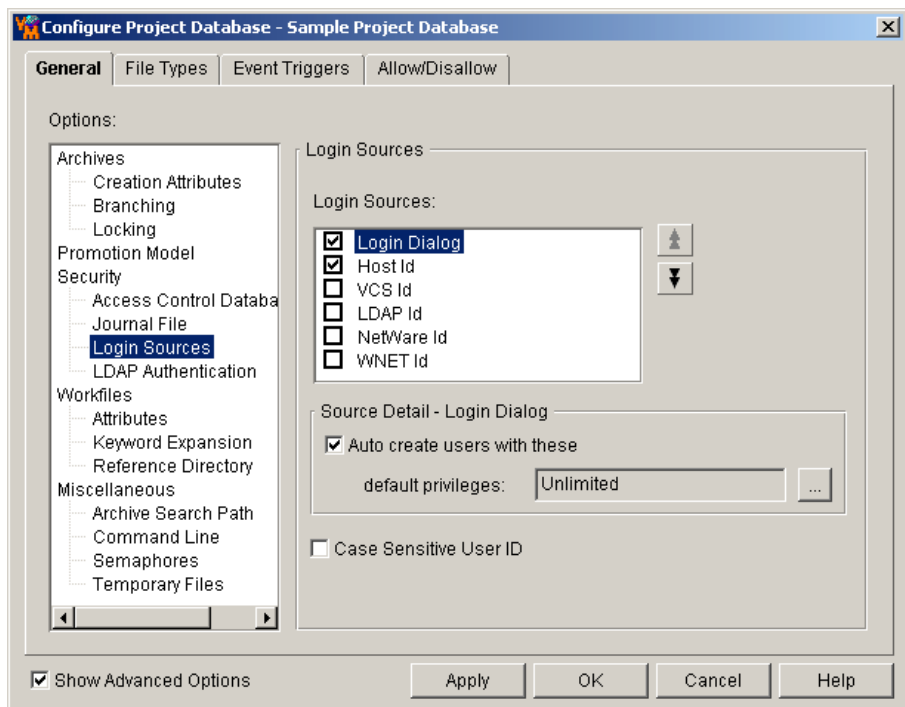 Configure Project Database - Sample Project Database
General File Types Event Triggers Allow/Disallow
Options:
Archives
Creation Attributes
Branching
Locking
Promotion Model
Security
Access Control Databa
Journal File
Login Sources
LDAP Authentication
Workfiles
Attributes
Keyword Expansion
Reference Directory
Miscellaneous
Archive Search Path
Command Line
Semaphores
Temporary Files
Login Sources
Login Sources:
Login Dialog
Host Id
VCS Id
LDAP Id
NetWare Id
WNET Id
Source Detail - Login Dialog
Auto create users with these
default privileges: Unlimited ...
Case Sensitive User ID
Show Advanced Options Apply OK Cancel Help